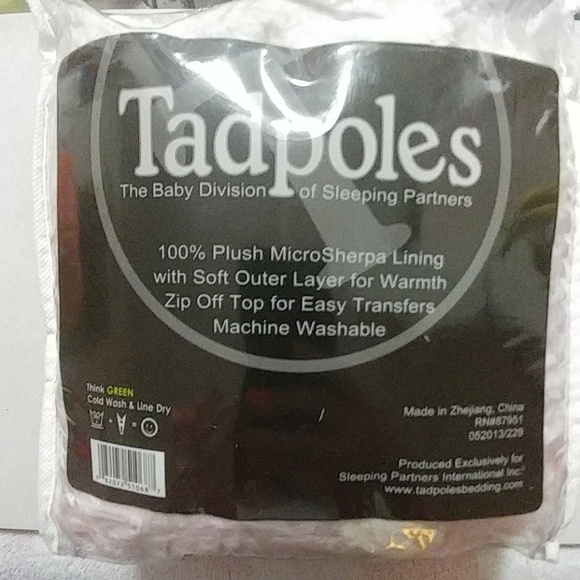 Tadpoles
The Baby Division of Sleeping Partners
100% Plush MicroSherpa Lining
with Soft Outer Layer for Warmth
Zip Off Top for Easy Transfers
Machine Washable
Think GREEN
Cold Wash & Line Dry
Made in Zhejiang, China
RN#87951
052013/229
Produced Exclusively for
Sleeping Partners International Inc.
www.tadpolesbedding.com